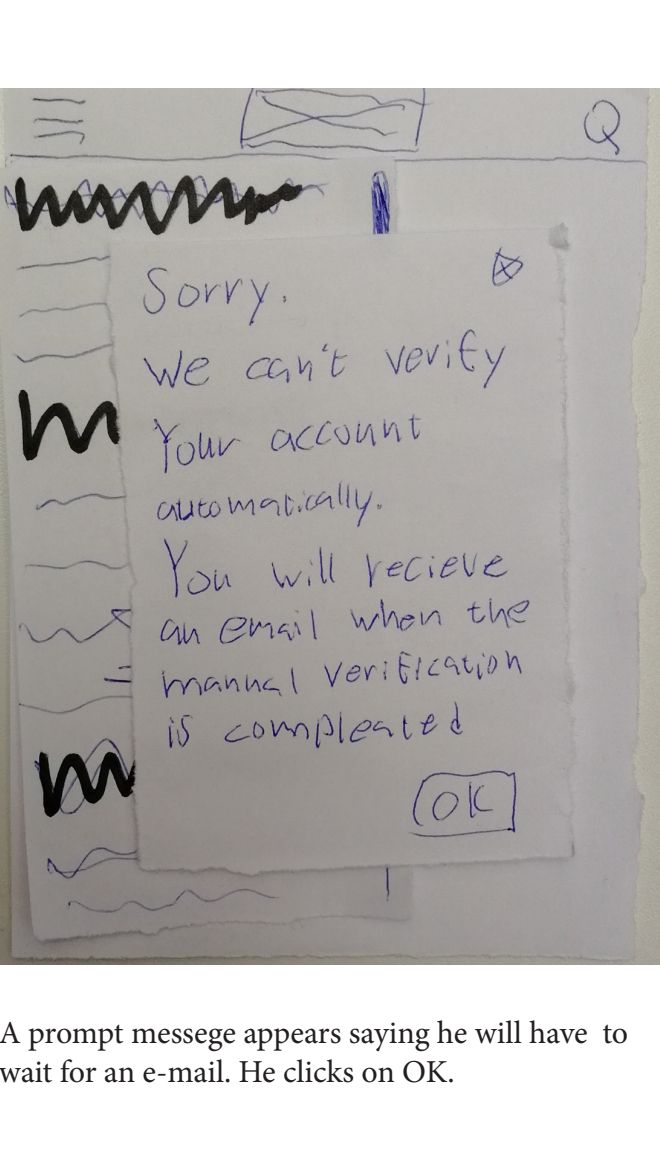 Sorry.
We can't verify
Your account
automatically.
You will recieve
an email when the
manual verification
is compleated
OK
A prompt messege appears saying he will have to
wait for an e-mail. He clicks on OK.